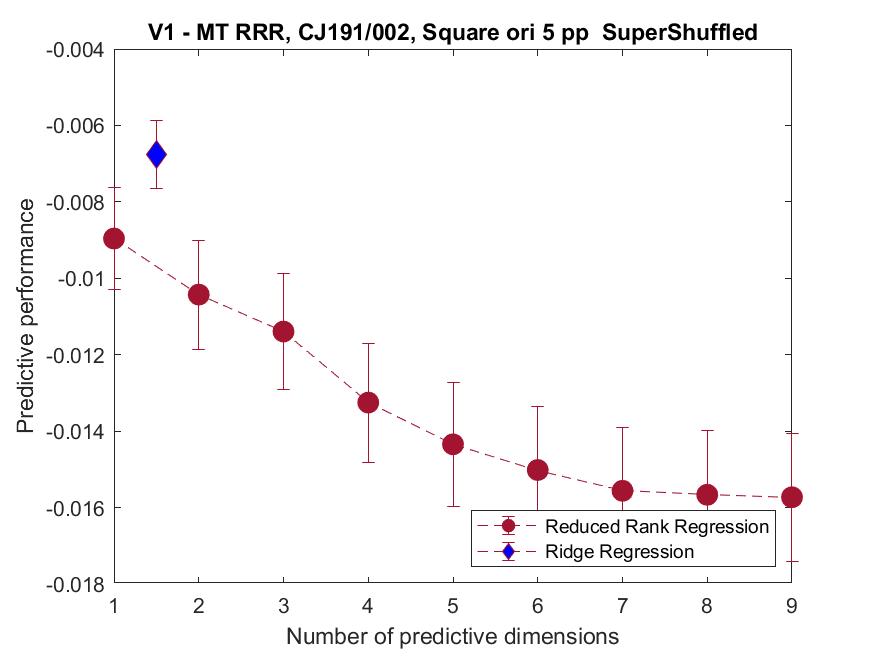 V1 - MT RRR, CJ191/002, Square ori 5 pp  SuperShuffled
-0.004
-0.006
-0.008
-0.01
-0.012
-0.014
-0.016
-0.018
Predictive performance
Reduced Rank Regression
Ridge Regression
1 2 3 4 5 6 7 8 9
Number of predictive dimensions